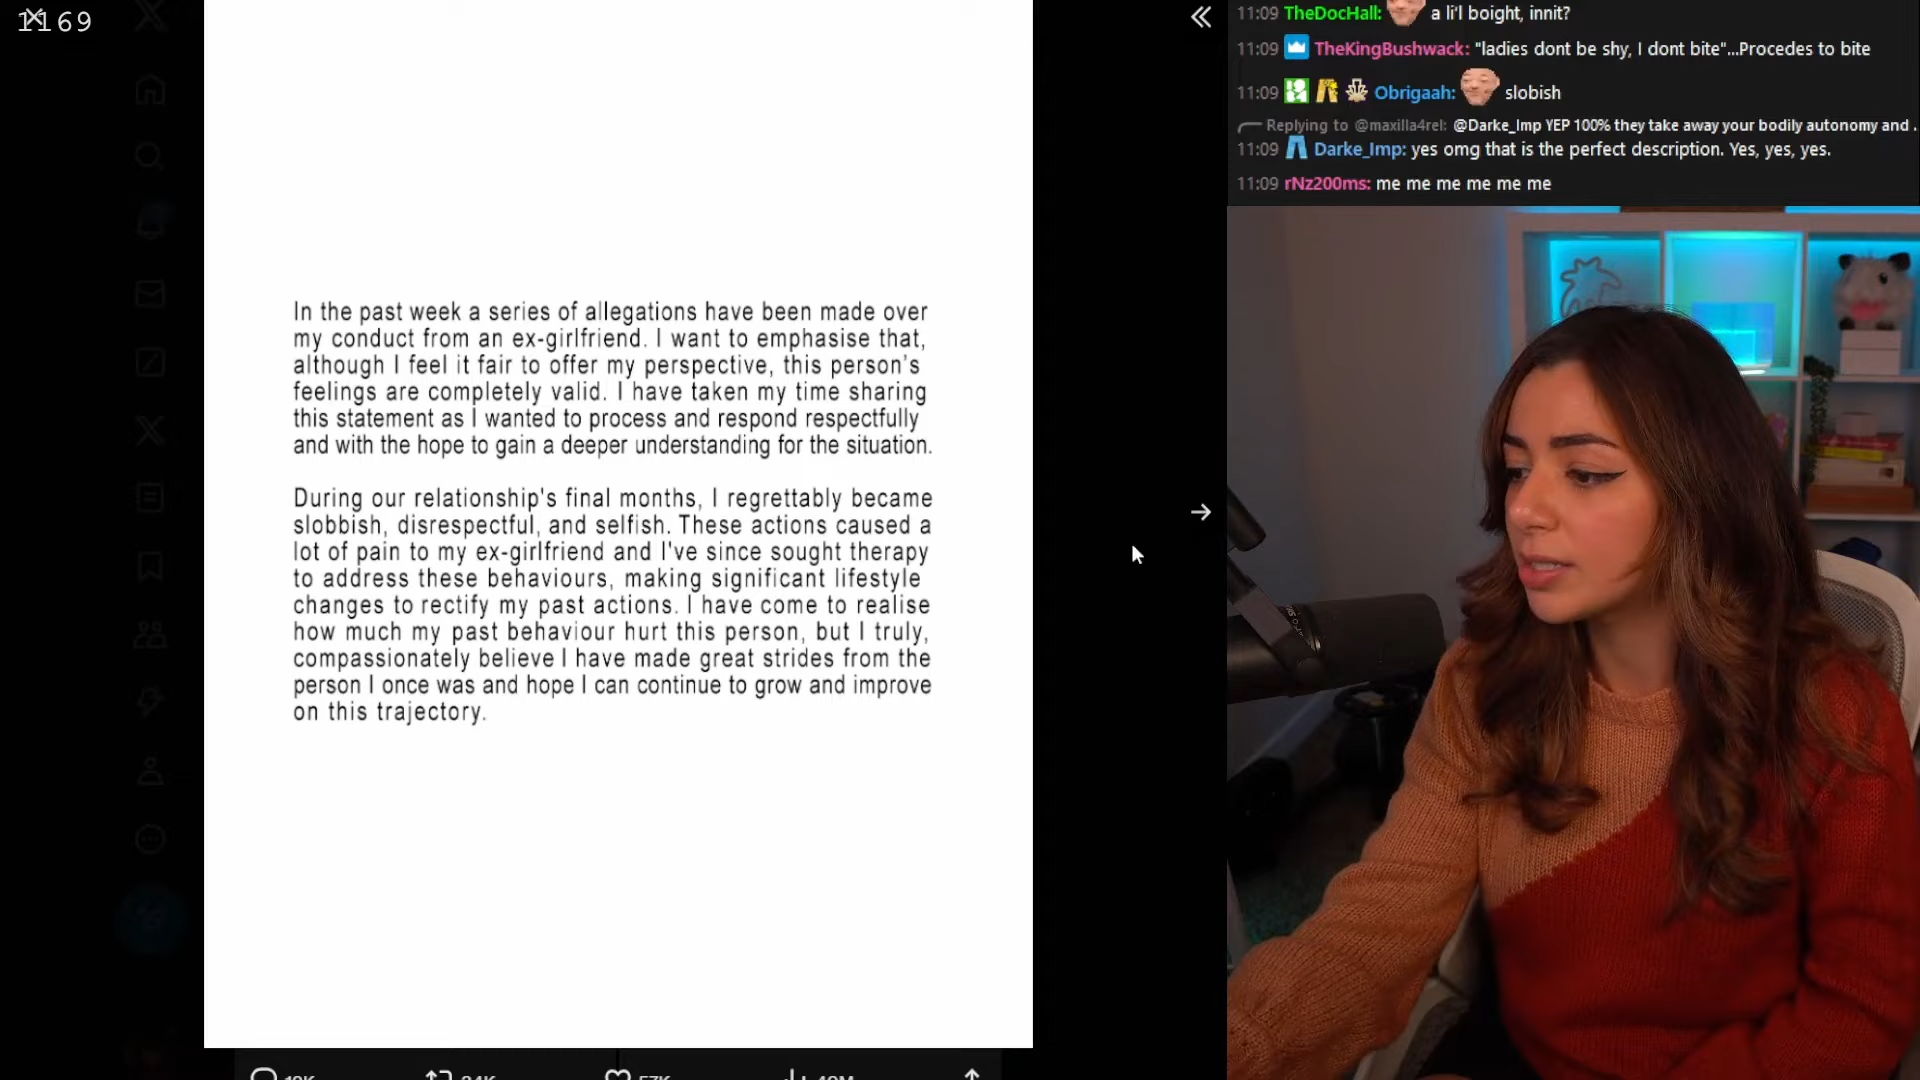 1169
In the past week a series of allegations have been made over
my conduct from an ex-girlfriend. I want to emphasise that,
although I feel it fair to offer my perspective, this person's
feelings are completely valid. I have taken my time sharing
this statement as I wanted to process and respond respectfully
and with the hope to gain a deeper understanding for the situation.
During our relationship's final months, I regrettably became
slobbish, disrespectful, and selfish. These actions caused a
lot of pain to my ex-girlfriend and I've since sought therapy
to address these behaviours, making significant lifestyle
changes to rectify my past actions. I have come to realise
how much my past behaviour hurt this person, but I truly,
compassionately believe I have made great strides from the
person I once was and hope I can continue to grow and improve
on this trajectory.
11:09 TheDocHall: a li'l boight, innit?
11:09 TheKingBushwack: "ladies dont be shy, I dont bite"...Procedes to bite
11:09 Obrigaah: slobish
Replying to @maxilla4rel: @Darke_Imp YEP 100% they take away your bodily autonomy and .
11:09 Darke_Imp: yes omg that is the perfect description. Yes, yes, yes.
11:09 rNz200ms: me me me me me me